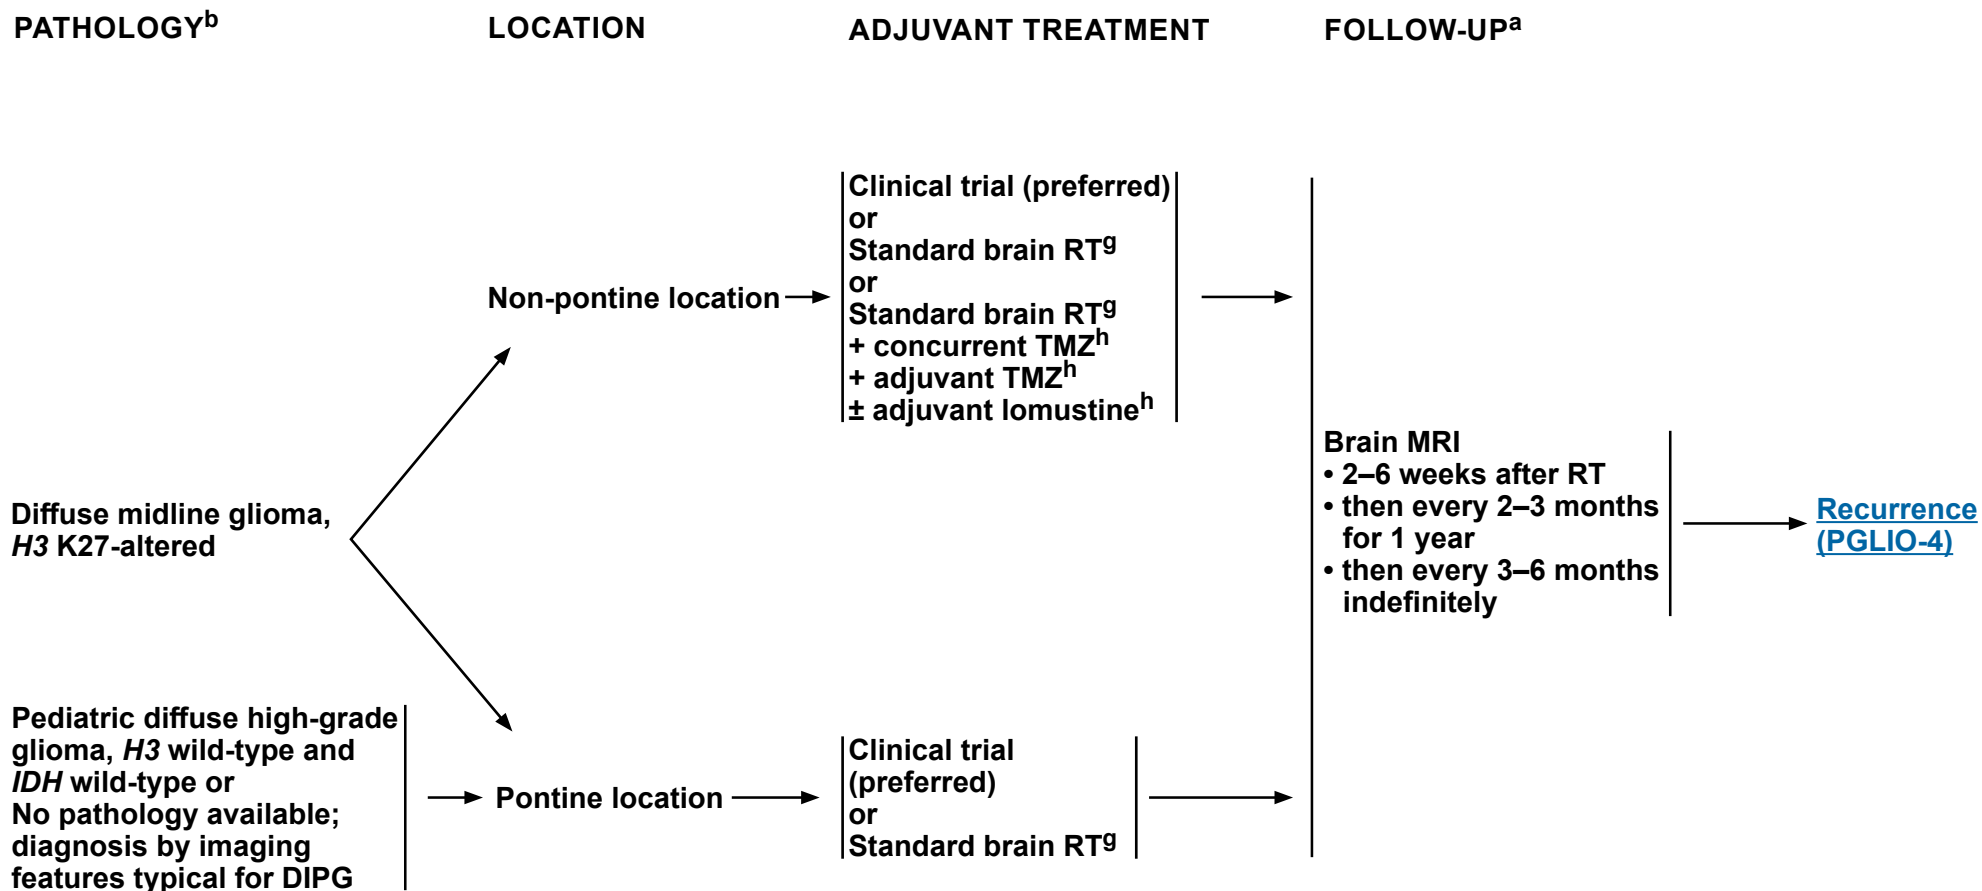 PATHOLOGYᵇ
LOCATION
ADJUVANT TREATMENT
FOLLOW-UPᵃ
Clinical trial (preferred)
or
Standard brain RTᵍ
or
Standard brain RTᵍ
+ concurrent TMZʰ
+ adjuvant TMZʰ
± adjuvant lomustineʰ
Non-pontine location
Diffuse midline glioma,
H3 K27-altered
Brain MRI
• 2–6 weeks after RT
• then every 2–3 months
for 1 year
• then every 3–6 months
indefinitely
Recurrence
(PGLIO-4)
Pediatric diffuse high-grade
glioma, H3 wild-type and
IDH wild-type or
No pathology available;
diagnosis by imaging
features typical for DIPG
Pontine location
Clinical trial
(preferred)
or
Standard brain RTᵍ